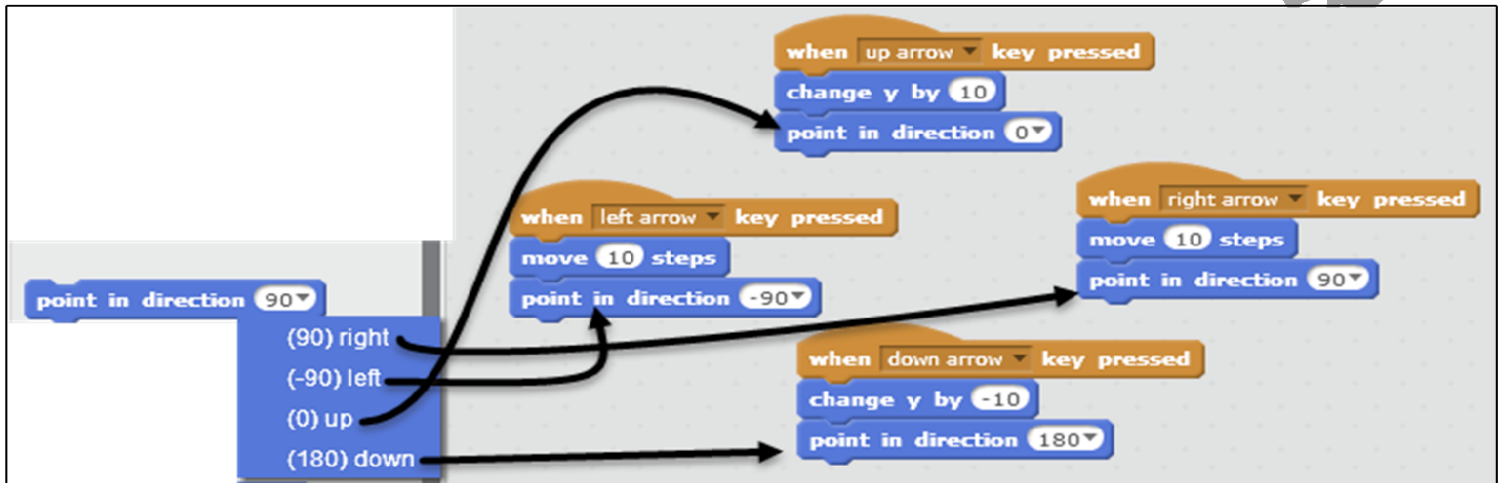 when up arrow key pressed
change y by 10
point in direction 0
when left arrow key pressed
move 10 steps
point in direction -90
when right arrow key pressed
move 10 steps
point in direction 90
point in direction 90
(90) right
(-90) left
(0) up
(180) down
when down arrow key pressed
change y by -10
point in direction 180